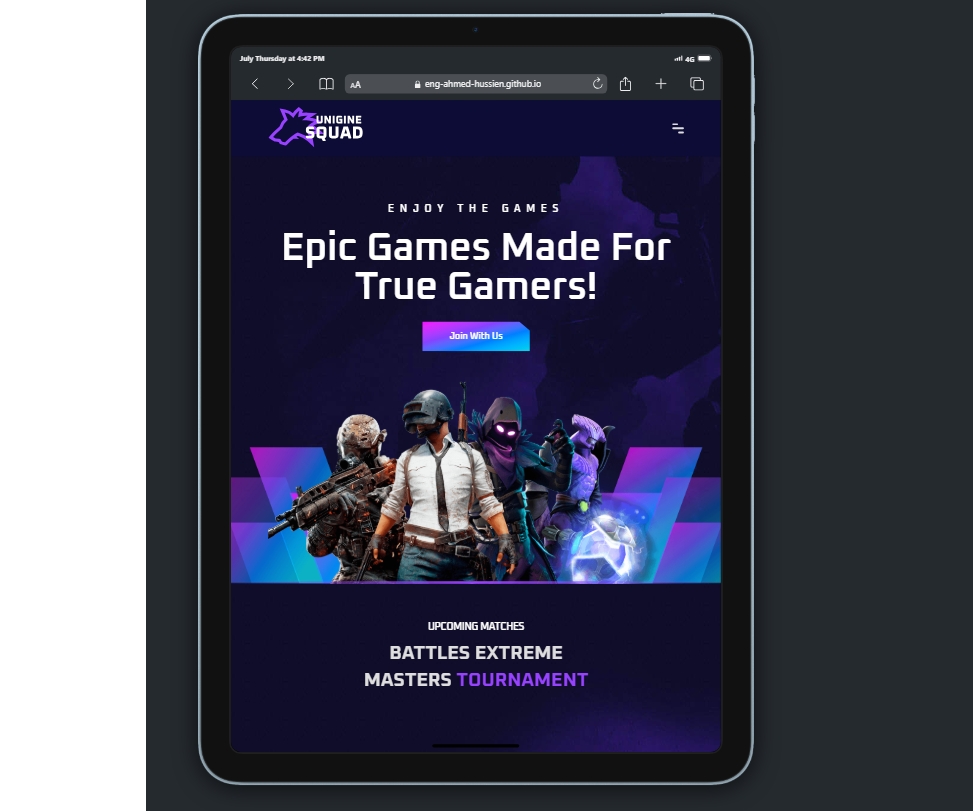 July Thursday at 4:42 PM
4G
AA
eng-ahmed-hussien.github.io
UNIGINE
SQUAD
ENJOY THE GAMES
Epic Games Made For
True Gamers!
Join With Us
UPCOMING MATCHES
BATTLES EXTREME
MASTERS TOURNAMENT